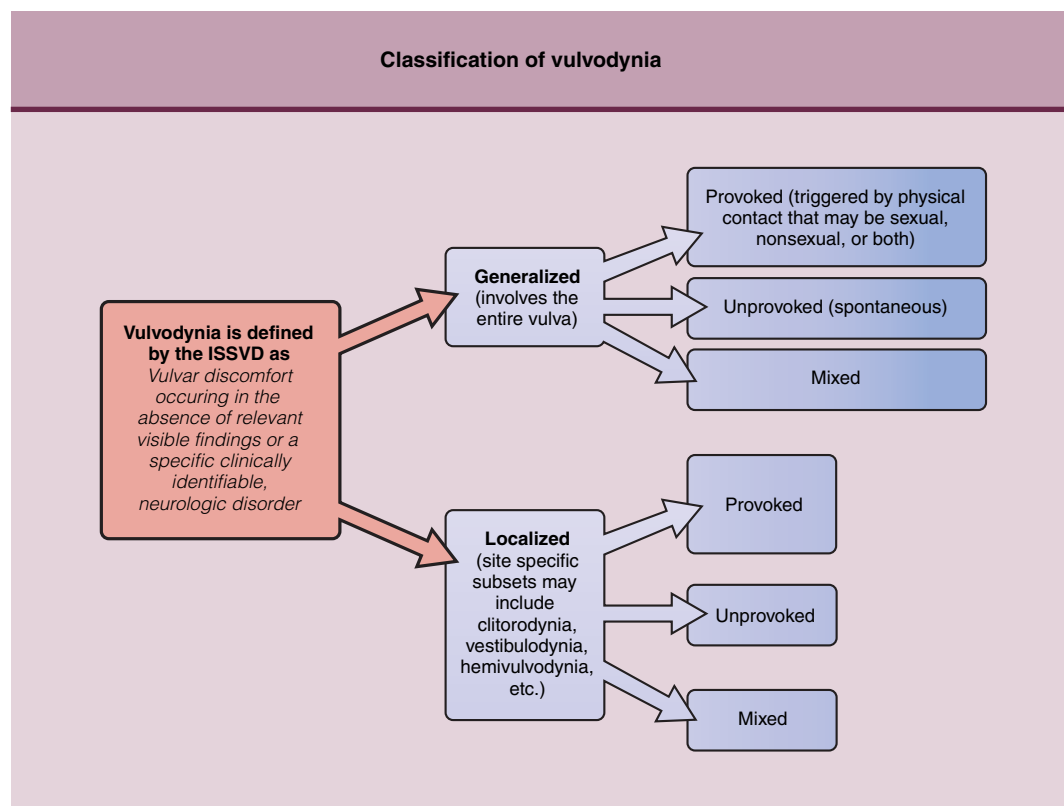 Classification of vulvodynia
Vulvodynia is defined
by the ISSVD as
Vulvar discomfort
occuring in the
absence of relevant
visible findings or a
specific clinically
identifiable,
neurologic disorder
Generalized
(involves the
entire vulva)
Provoked (triggered by physical
contact that may be sexual,
nonsexual, or both)
Unprovoked (spontaneous)
Mixed
Localized
(site specific
subsets may
include
clitorodynia,
vestibulodynia,
hemivulvodynia,
etc.)
Provoked
Unprovoked
Mixed